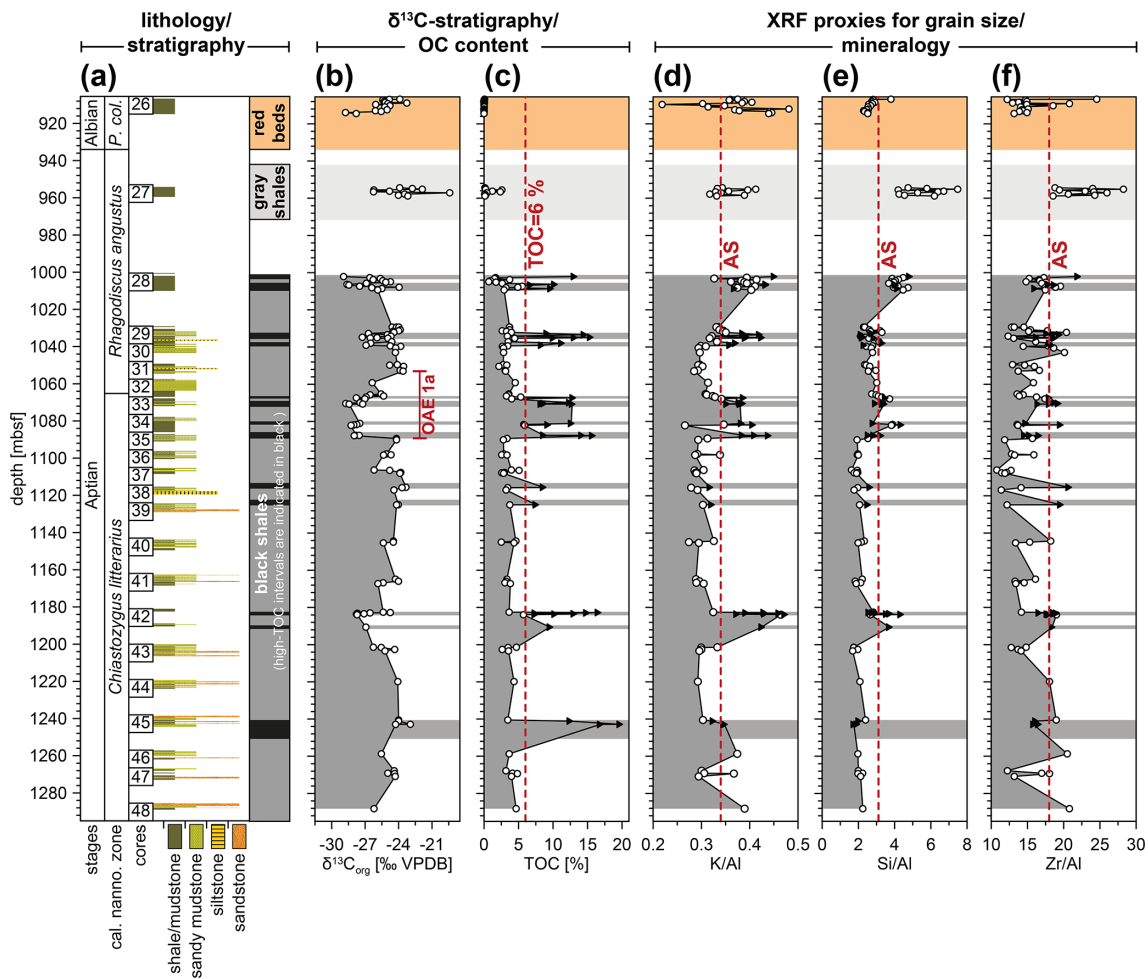 lithology/
stratigraphy
δ¹³C-stratigraphy/
OC content
XRF proxies for grain size/
mineralogy
(a)
(b)
(c)
(d)
(e)
(f)
depth [mbsf]
920
940
960
980
1000
1020
1040
1060
1080
1100
1120
1140
1160
1180
1200
1220
1240
1260
1280
Albian
Aptian
P. col.
Rhagodiscus angustus
Chiastozygus litterarius
26
27
28
29
30
31
32
33
34
35
36
37
38
39
40
41
42
43
44
45
46
47
48
red
beds
gray
shales
black shales
(high-TOC intervals are indicated in black)
OAE 1a
TOC=6 %
AS
AS
AS
-30 -27 -24 -21
0 5 10 15 20
0.2 0.3 0.4 0.5
0 2 4 6 8
10 15 20 25 30
δ¹³Corg [‰ VPDB]
TOC [%]
K/Al
Si/Al
Zr/Al
stages
cal. nanno. zone
cores
shale/mudstone
sandy mudstone
siltstone
sandstone